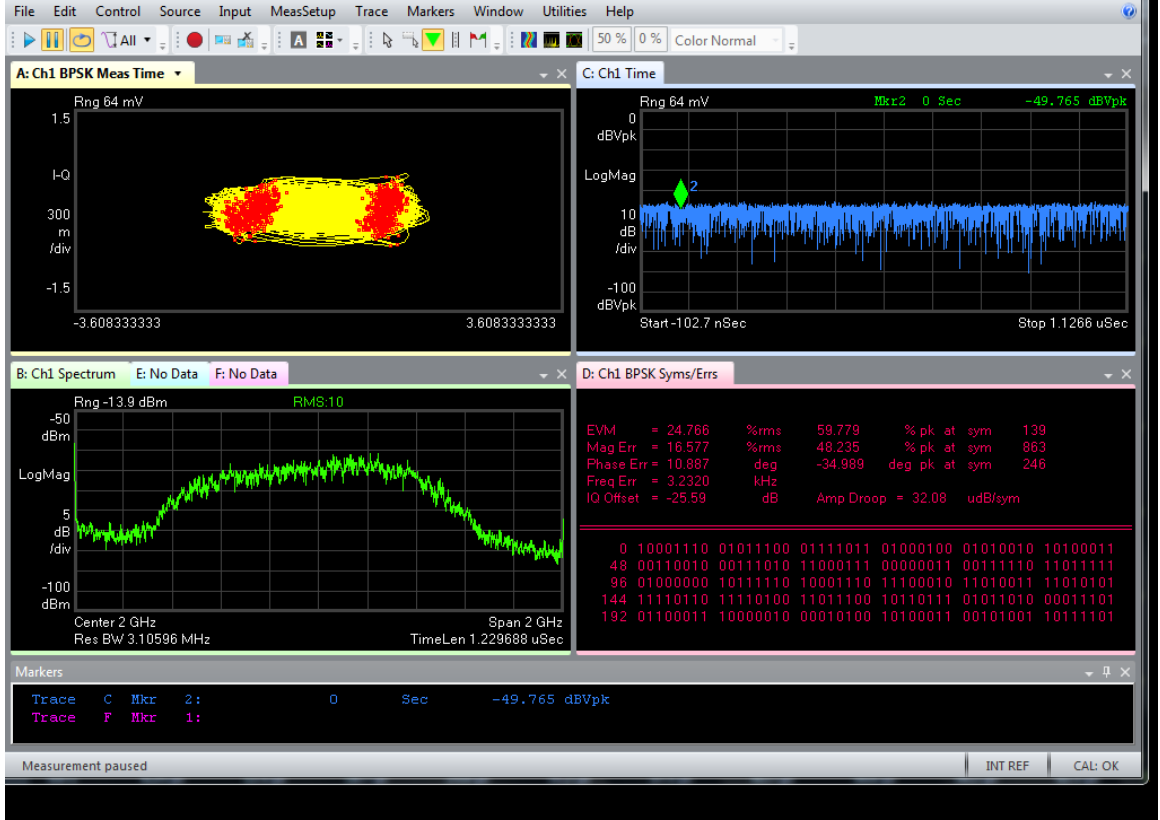 File Edit Control Source Input MeasSetup Trace Markers Window Utilities Help
All 50 % 0 % Color Normal
A: Ch1 BPSK Meas Time
Rng 64 mV
1.5
I-Q
300
m
/div
-1.5
-3.608333333 3.6083333333
C: Ch1 Time
Rng 64 mV Mkr2 0 Sec -49.765 dBVpk
0
dBVpk
LogMag
2
10
dB
/div
-100
dBVpk
Start-102.7 nSec Stop 1.1266 uSec
B: Ch1 Spectrum E: No Data F: No Data
Rng -13.9 dBm RMS:10
-50
dBm
LogMag
5
dB
/div
-100
dBm
Center 2 GHz Span 2 GHz
Res BW 3.10596 MHz TimeLen 1.229688 uSec
D: Ch1 BPSK Syms/Errs
EVM = 24.766 %rms 59.779 % pk at sym 139
Mag Err = 16.577 %rms 48.235 % pk at sym 863
Phase Err = 10.887 deg -34.989 deg pk at sym 246
Freq Err = 3.2320 kHz
IQ Offset = -25.59 dB Amp Droop = 32.08 udB/sym
0 10001110 01011100 01111011 01000100 01010010 10100011
48 00110010 00111010 11000111 00000011 00111110 11011111
96 01000000 10111110 10001110 11100010 11010011 11010101
144 11110110 11110100 11011100 10110111 01011010 00011101
192 01100011 10000010 00010100 10100011 00101001 10111101
Markers
Trace C Mkr 2: 0 Sec -49.765 dBVpk
Trace F Mkr 1:
Measurement paused INT REF CAL: OK